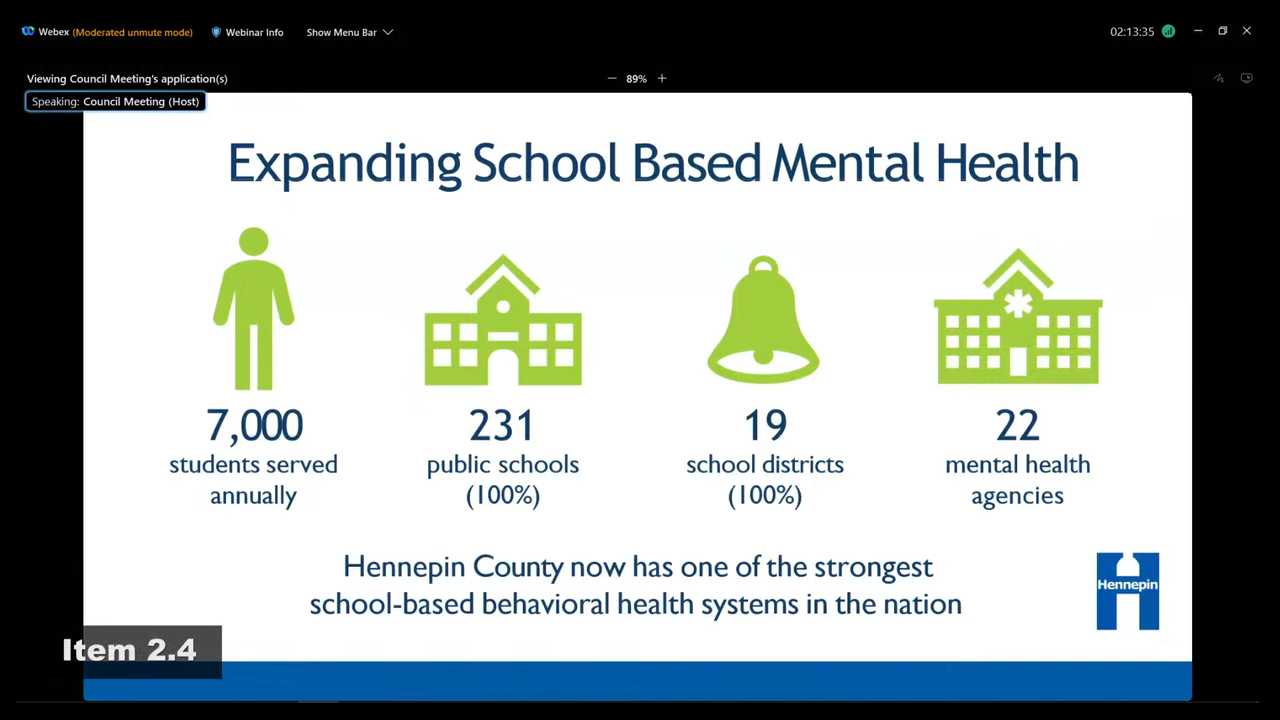 Webex (Moderated unmute mode) Webinar Info Show Menu Bar 02:13:35
Viewing Council Meeting's application(s) 89%
Speaking: Council Meeting (Host)
Expanding School Based Mental Health
7,000 231 19 22
students served public schools school districts mental health
annually (100%) (100%) agencies
Hennepin County now has one of the strongest
school-based behavioral health systems in the nation
Hennepin
Item 2.4